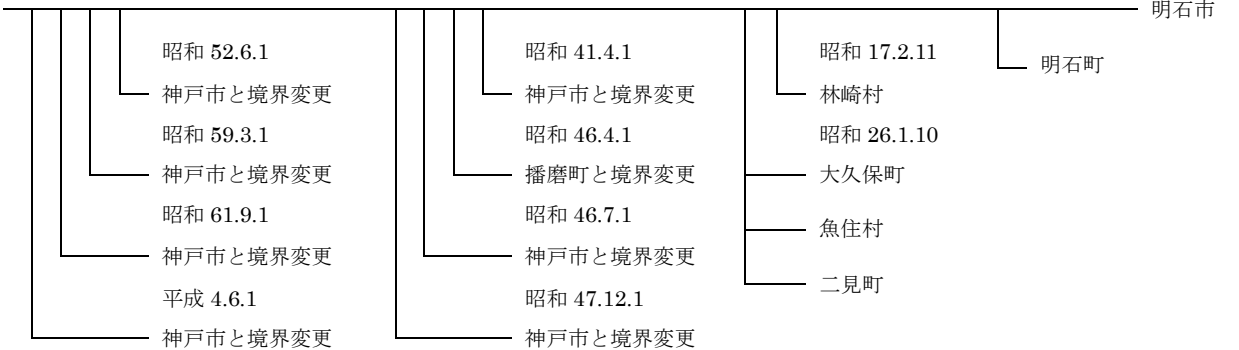 明石市
明石町
昭和 17.2.11
林崎村
昭和 26.1.10
大久保町
魚住村
二見町
昭和 41.4.1
神戸市と境界変更
昭和 46.4.1
播磨町と境界変更
昭和 46.7.1
神戸市と境界変更
昭和 47.12.1
神戸市と境界変更
昭和 52.6.1
神戸市と境界変更
昭和 59.3.1
神戸市と境界変更
昭和 61.9.1
神戸市と境界変更
平成 4.6.1
神戸市と境界変更